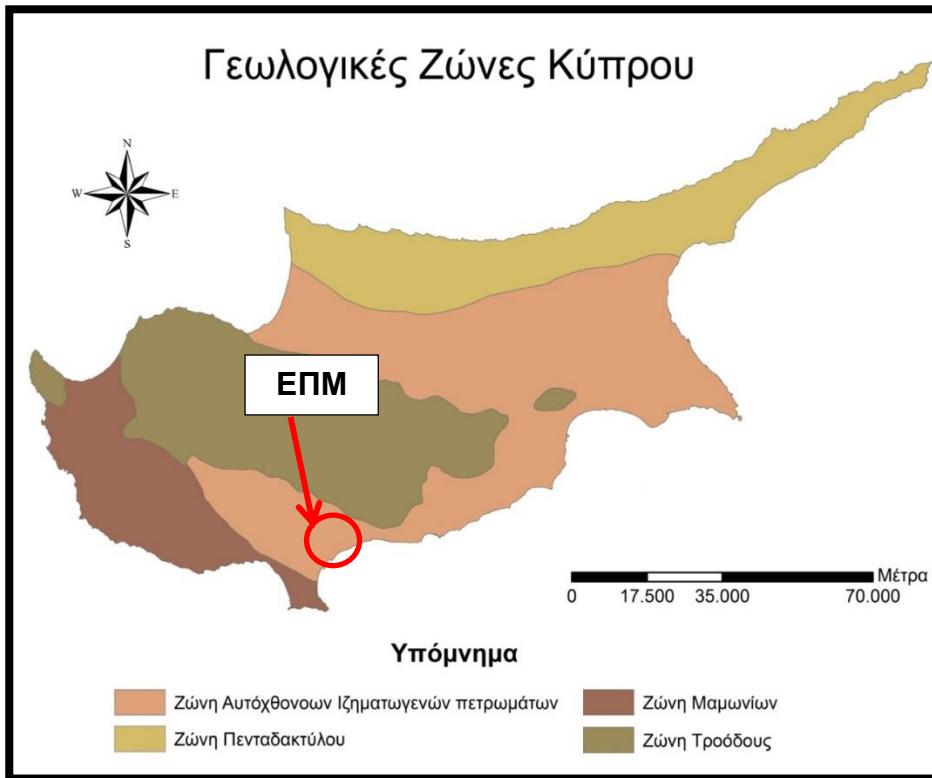 Γεωλογικές Ζώνες Κύπρου
N
W E
S
ΕΠΜ
Μέτρα
0 17.500 35.000 70.000
Υπόμνημα
Ζώνη Αυτόχθονοων Ιζηματωγενών πετρωμάτων
Ζώνη Μαμωνίων
Ζώνη Πενταδακτύλου
Ζώνη Τροόδους